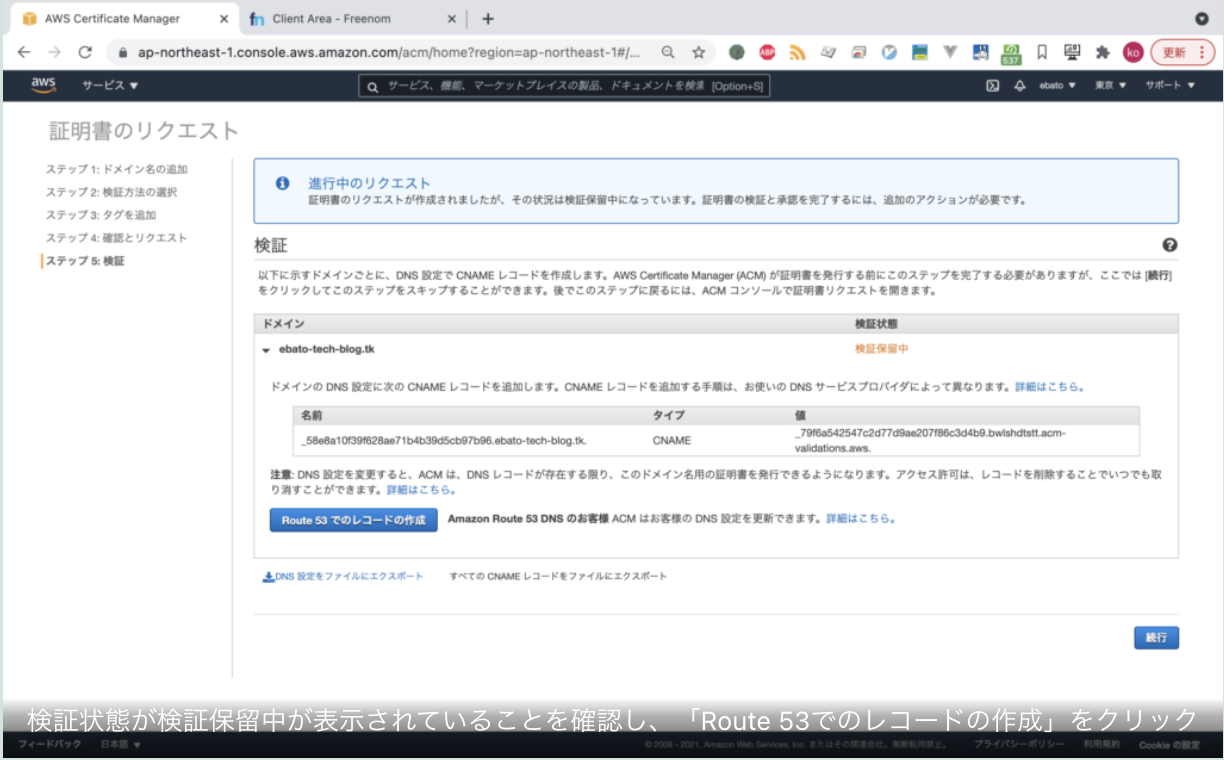 AWS Certificate Manager
Client Area - Freenom
ap-northeast-1.console.aws.amazon.com/acm/home?region=ap-northeast-1#/...
ABP
537
ko
更新
aws
サービス
サービス、機能、マーケットプレイスの製品、ドキュメントを検索 [Option+S]
ebato
東京
サポート
証明書のリクエスト
ステップ 1: ドメイン名の追加
ステップ 2: 検証方法の選択
ステップ 3: タグを追加
ステップ 4: 確認とリクエスト
ステップ 5: 検証
進行中のリクエスト
証明書のリクエストが作成されましたが、その状況は検証保留中になっています。証明書の検証と承認を完了するには、追加のアクションが必要です。
検証
以下に示すドメインごとに、DNS 設定で CNAME レコードを作成します。AWS Certificate Manager (ACM) が証明書を発行する前にこのステップを完了する必要がありますが、ここでは [続行]
をクリックしてこのステップをスキップすることができます。後でこのステップに戻るには、ACM コンソールで証明書リクエストを開きます。
ドメイン 検証状態
ebato-tech-blog.tk 検証保留中
ドメインの DNS 設定に次の CNAME レコードを追加します。CNAME レコードを追加する手順は、お使いの DNS サービスプロバイダによって異なります。詳細はこちら。
名前 タイプ 値
_58e8a10f39f628ae71b4b39d5cb97b96.ebato-tech-blog.tk. CNAME _79f6a542547c2d77d9ae207f86c3d4b9.bwlshdtstt.acm-
validations.aws.
注意: DNS 設定を変更すると、ACM は、DNS レコードが存在する限り、このドメイン名用の証明書を発行できるようになります。アクセス許可は、レコードを削除することでいつでも取
り消すことができます。詳細はこちら。
Route 53 でのレコードの作成 Amazon Route 53 DNS のお客様 ACM はお客様の DNS 設定を更新できます。詳細はこちら。
DNS 設定をファイルにエクスポート すべての CNAME レコードをファイルにエクスポート
続行
検証状態が検証保留中が表示されていることを確認し、「Route 53でのレコードの作成」をクリック
フィードバック 日本語 © 2008 - 2021, Amazon Web Services, Inc. またはその関連会社。無断転用禁止。 プライバシーポリシー 利用規約 Cookie の設定